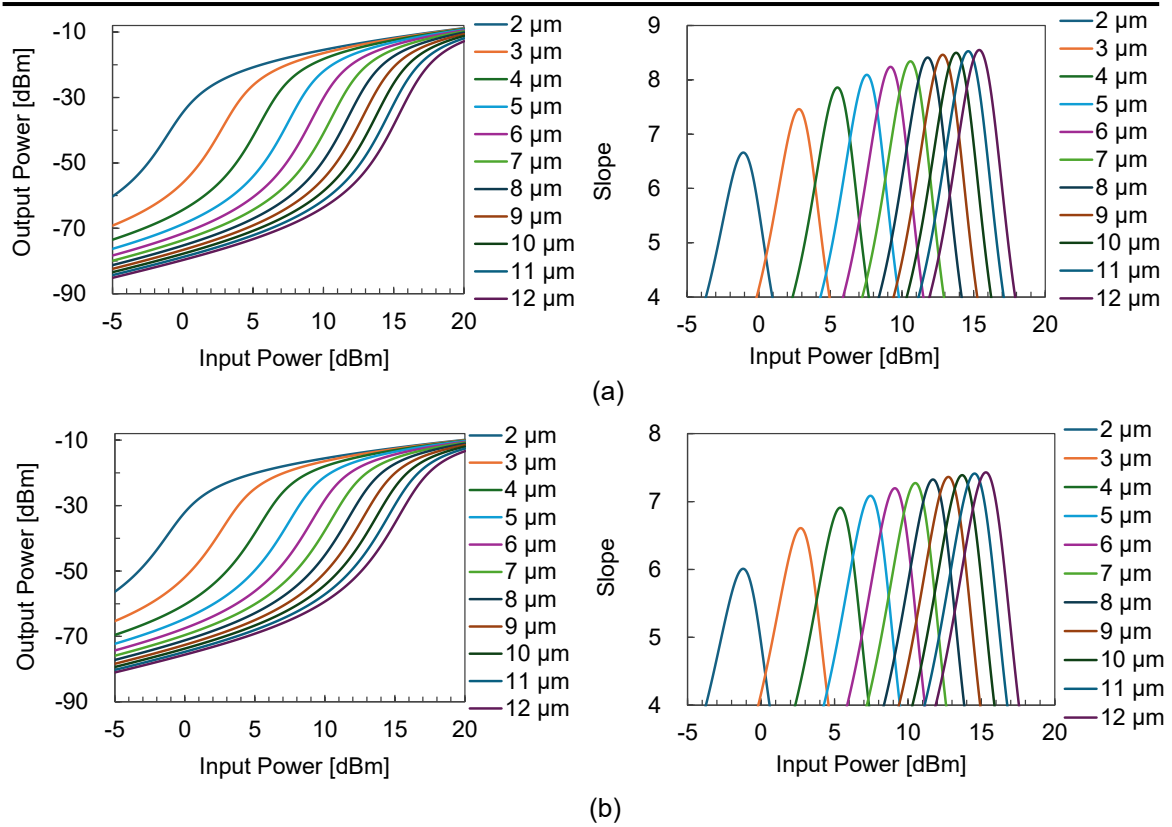 -10
-30
-50
-70
-90
Output Power [dBm]
-5 0 5 10 15 20
Input Power [dBm]
2 µm
3 µm
4 µm
5 µm
6 µm
7 µm
8 µm
9 µm
10 µm
11 µm
12 µm
9
8
7
6
5
4
Slope
-5 0 5 10 15 20
Input Power [dBm]
2 µm
3 µm
4 µm
5 µm
6 µm
7 µm
8 µm
9 µm
10 µm
11 µm
12 µm
(a)
-10
-30
-50
-70
-90
Output Power [dBm]
-5 0 5 10 15 20
Input Power [dBm]
2 µm
3 µm
4 µm
5 µm
6 µm
7 µm
8 µm
9 µm
10 µm
11 µm
12 µm
8
7
6
5
4
Slope
-5 0 5 10 15 20
Input Power [dBm]
2 µm
3 µm
4 µm
5 µm
6 µm
7 µm
8 µm
9 µm
10 µm
11 µm
12 µm
(b)